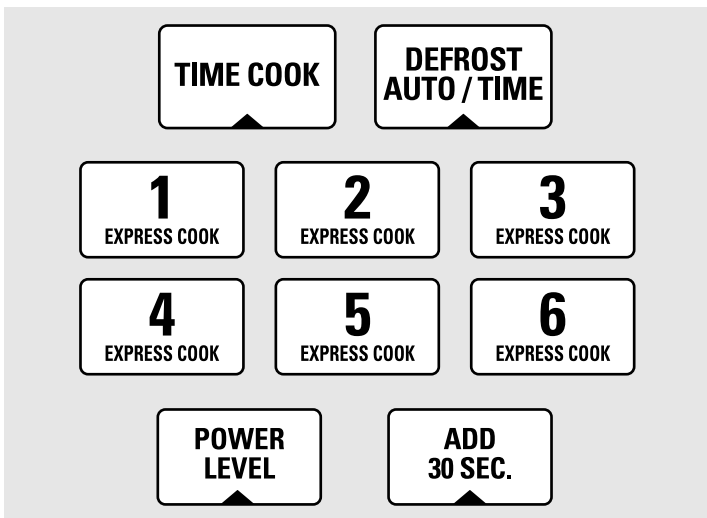 TIME COOK
DEFROST
AUTO / TIME
1
EXPRESS COOK
2
EXPRESS COOK
3
EXPRESS COOK
4
EXPRESS COOK
5
EXPRESS COOK
6
EXPRESS COOK
POWER
LEVEL
ADD
30 SEC.